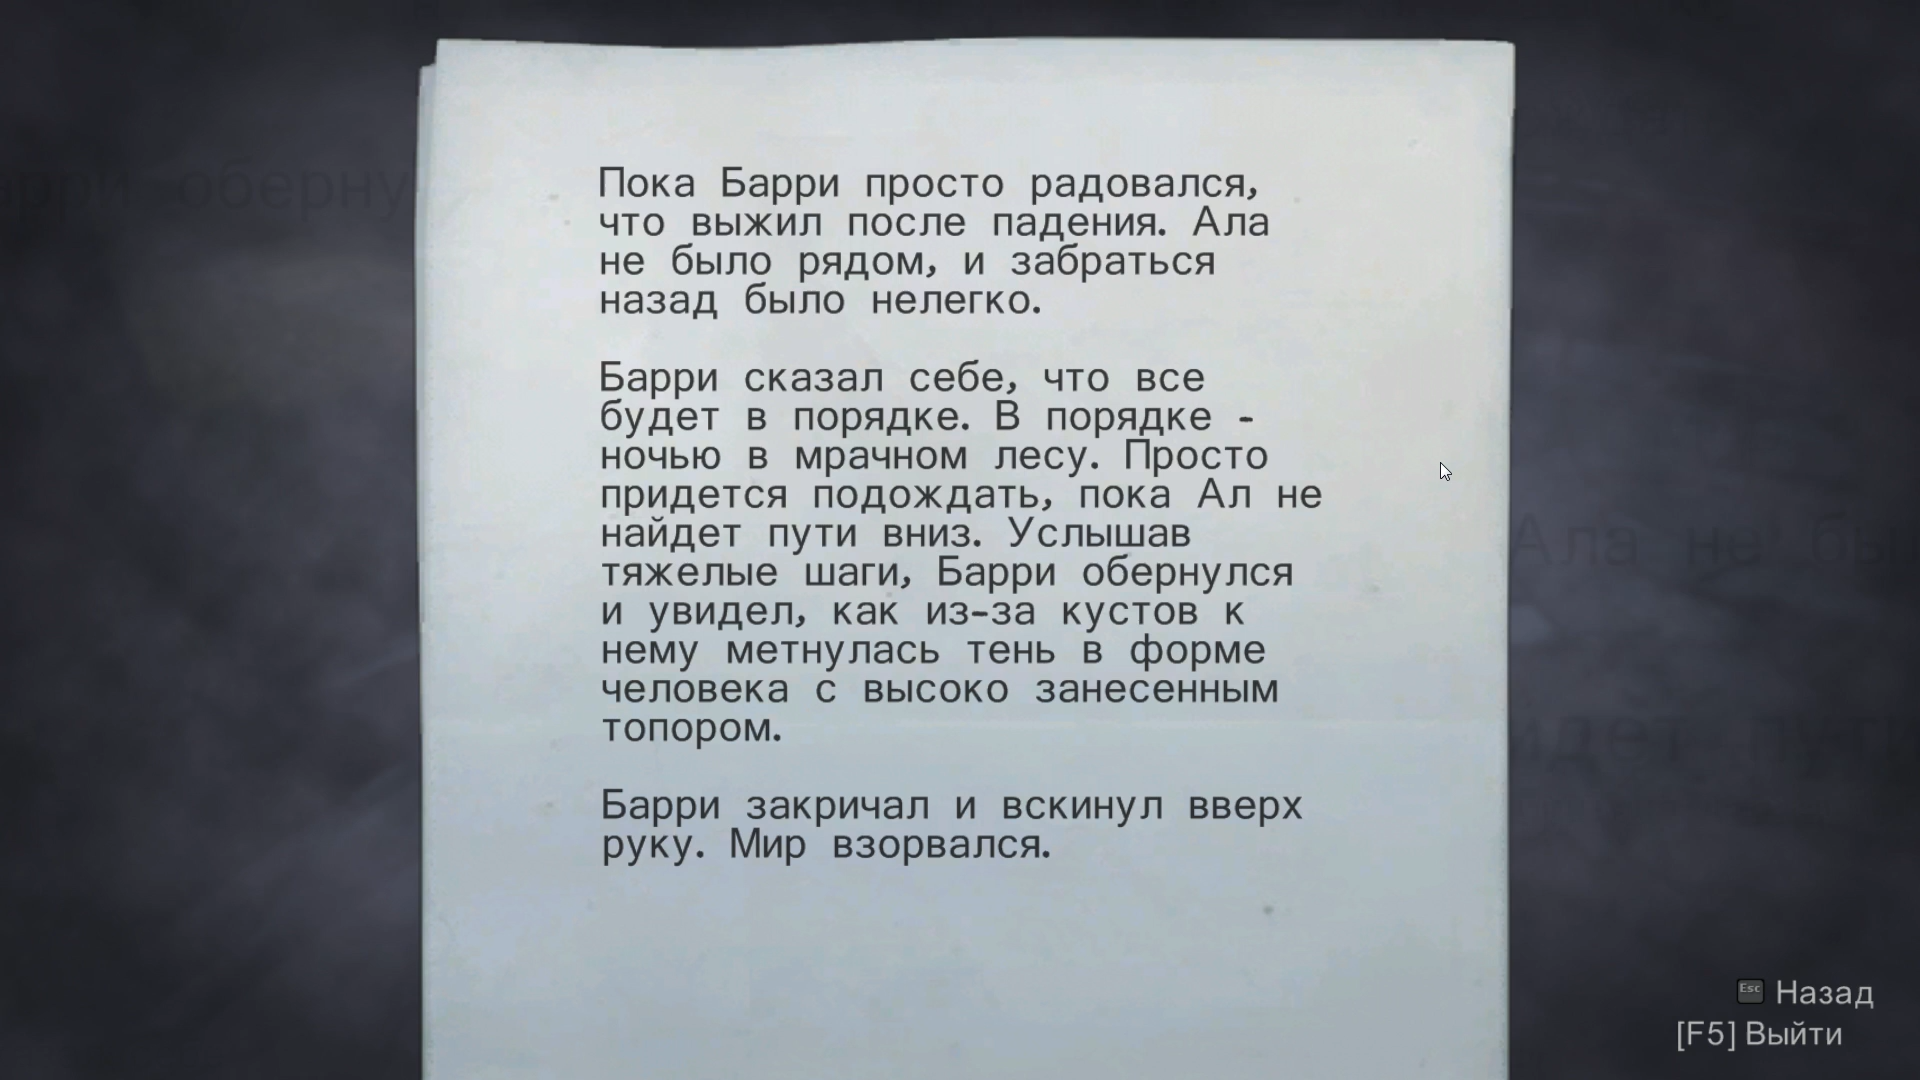 Пока Барри просто радовался,
что выжил после падения. Ала
не было рядом, и забраться
назад было нелегко.
Барри сказал себе, что все
будет в порядке. В порядке -
ночью в мрачном лесу. Просто
придется подождать, пока Ал не
найдет пути вниз. Услышав
тяжелые шаги, Барри обернулся
и увидел, как из-за кустов к
нему метнулась тень в форме
человека с высоко занесенным
топором.
Барри закричал и вскинул вверх
руку. Мир взорвался.
Esc Назад
[F5] Выйти